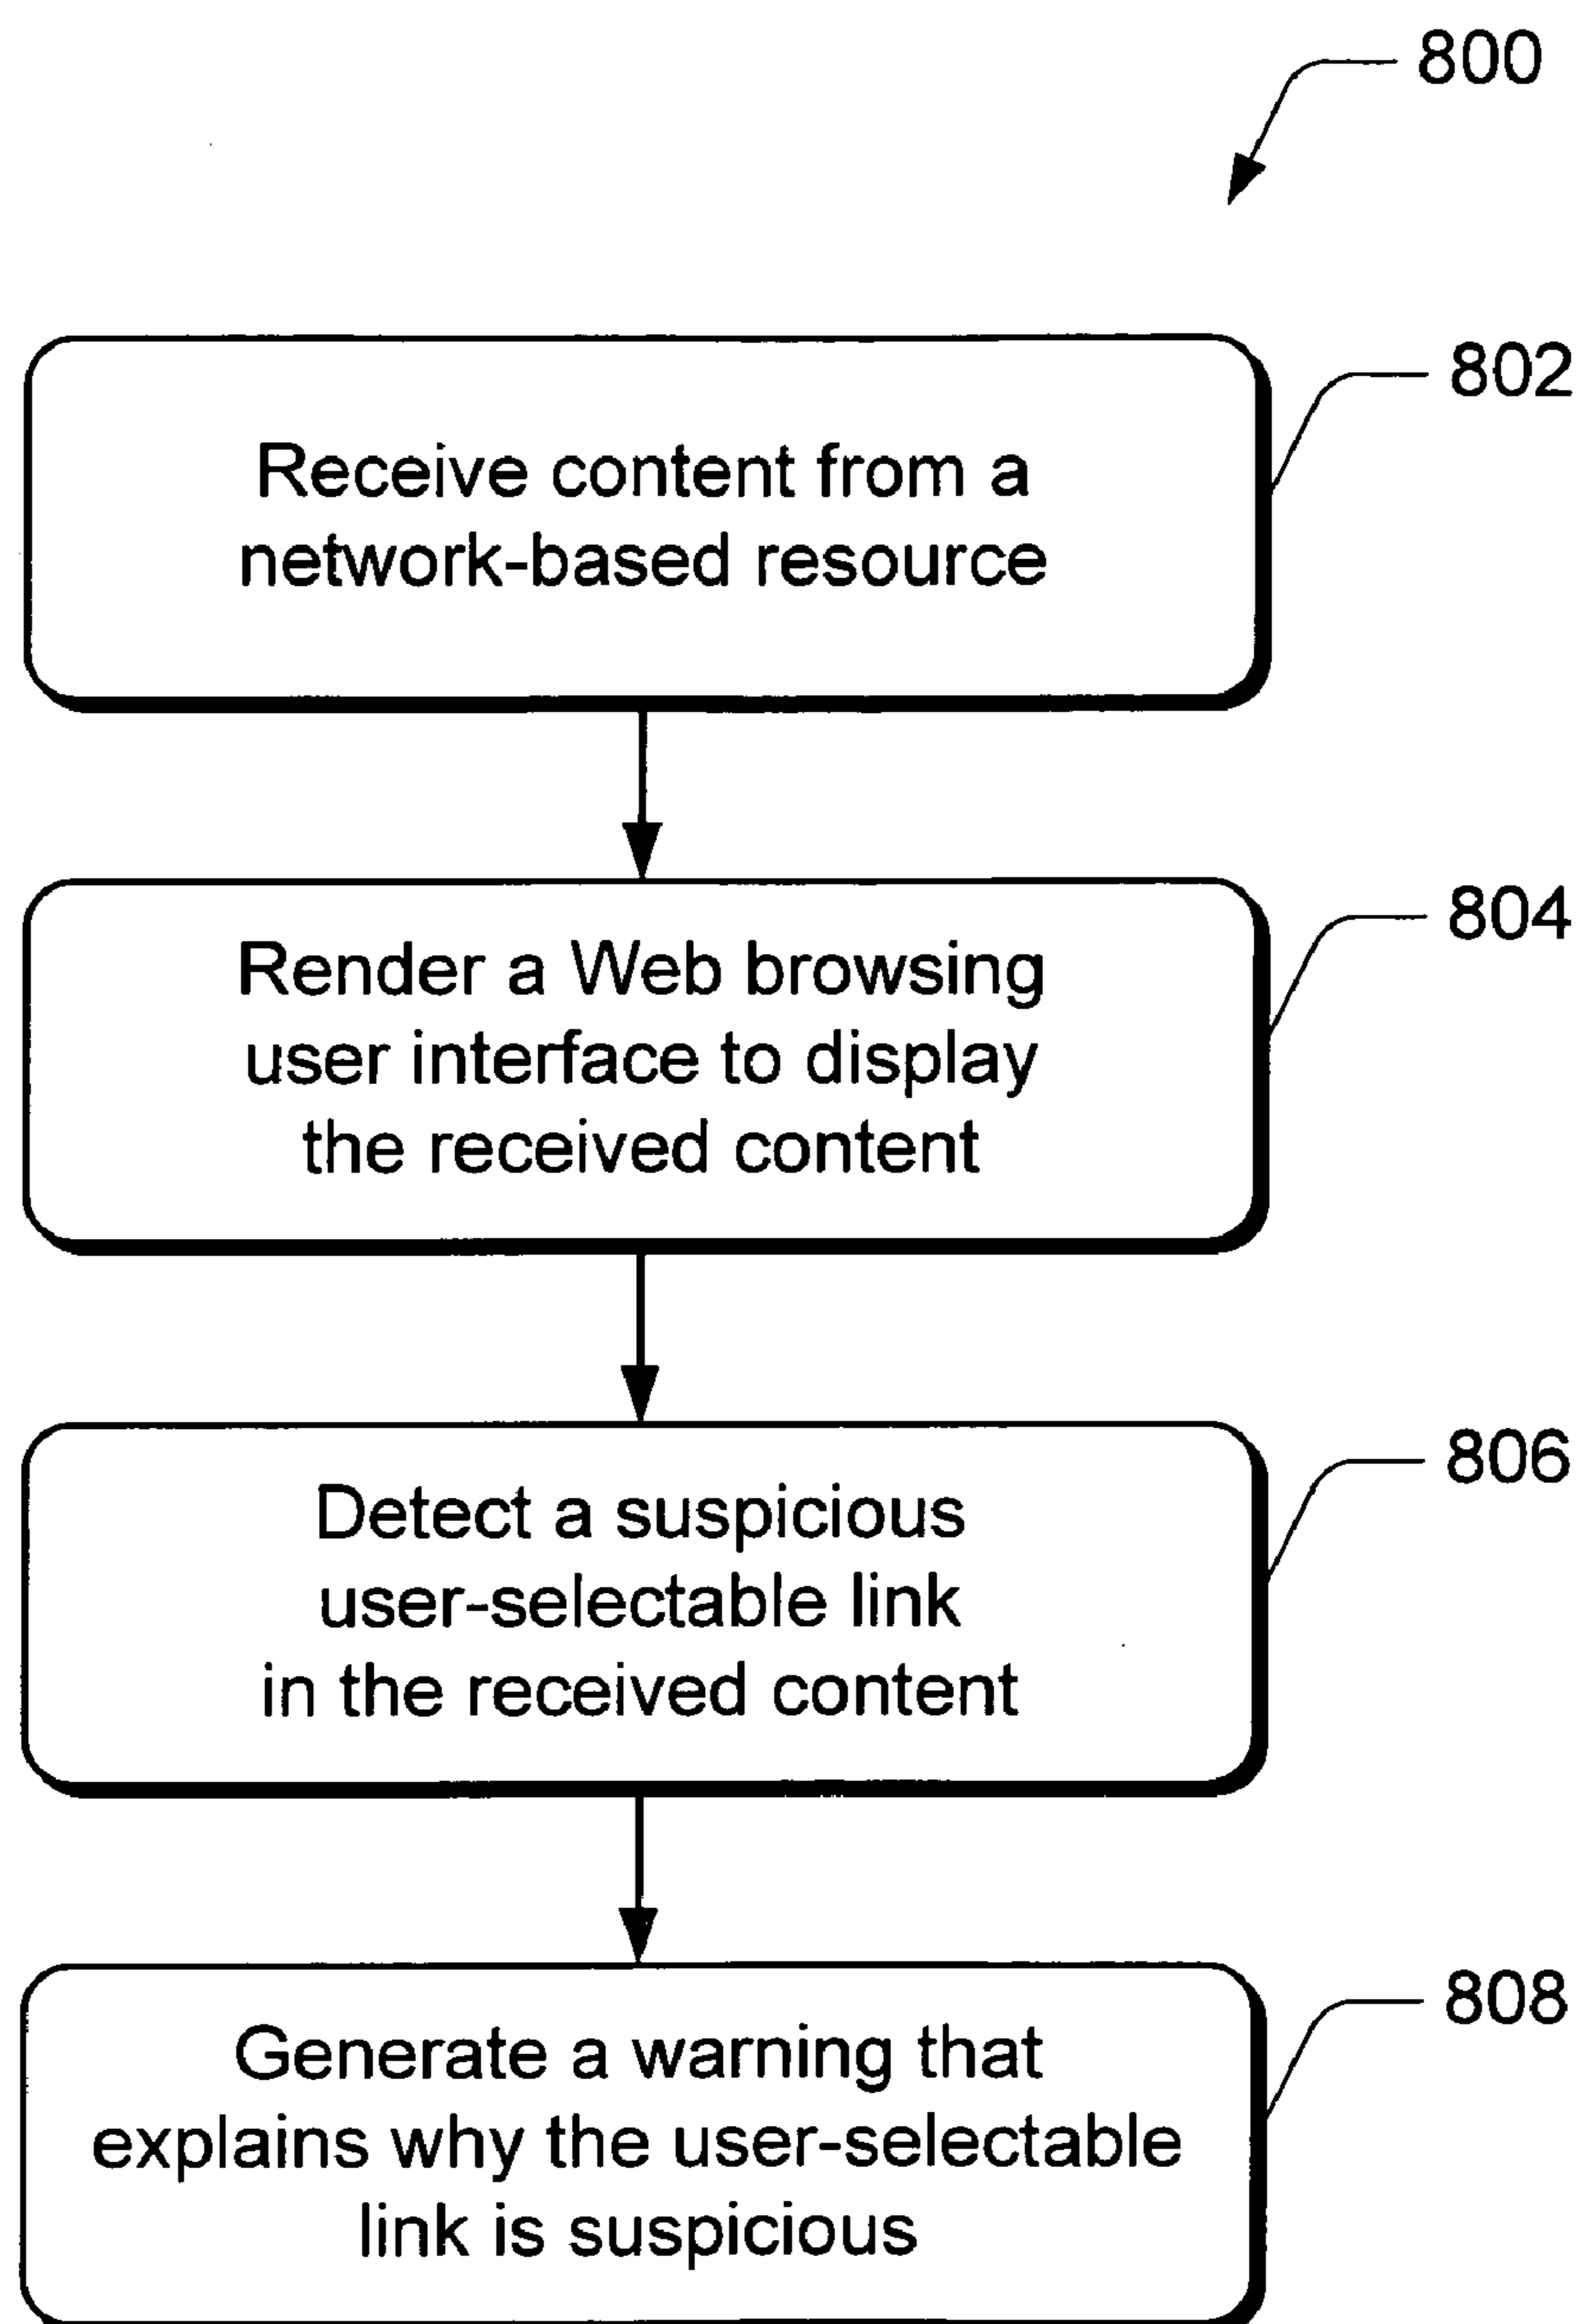 800
802
Receive content from a
network-based resource
804
Render a Web browsing
user interface to display
the received content
806
Detect a suspicious
user-selectable link
in the received content
808
Generate a warning that
explains why the user-selectable
link is suspicious